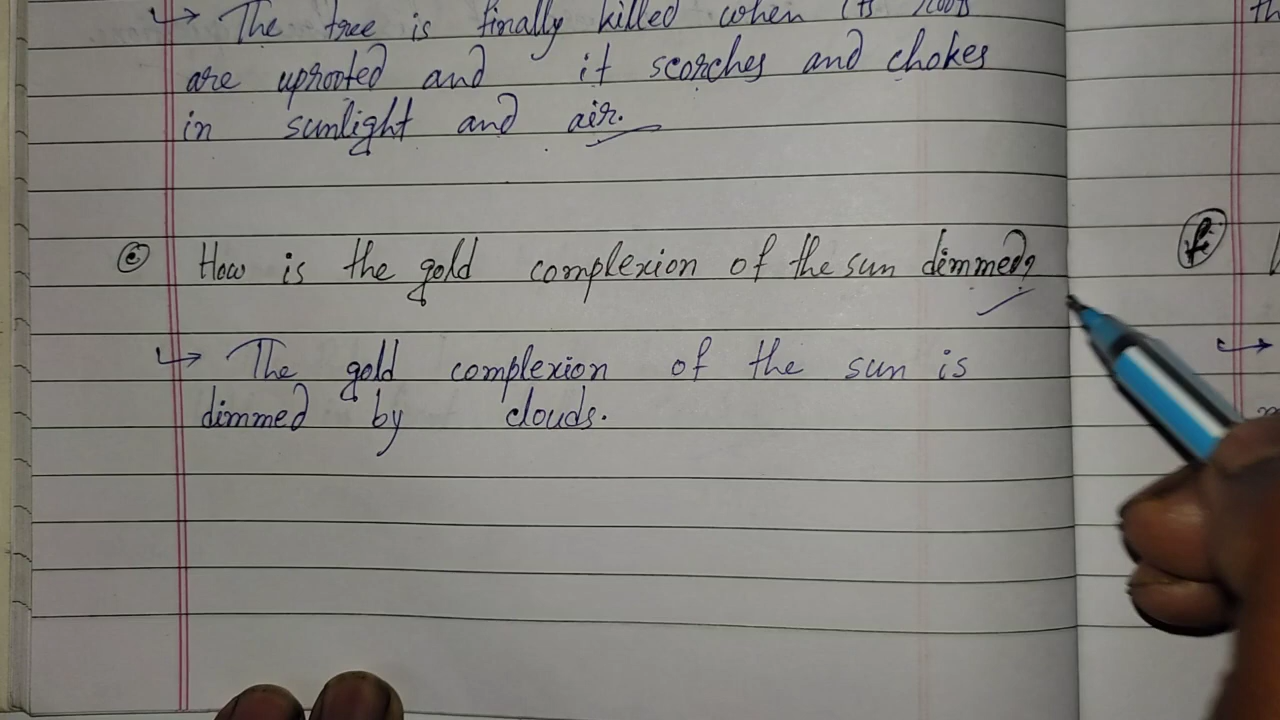 ↳ The tree is finally killed when its roots
are uprooted and it scorches and chokes
in sunlight and air.
ⓔ How is the gold complexion of the sun dimmed?
↳ The gold complexion of the sun is
dimmed by clouds.
th
ⓕ